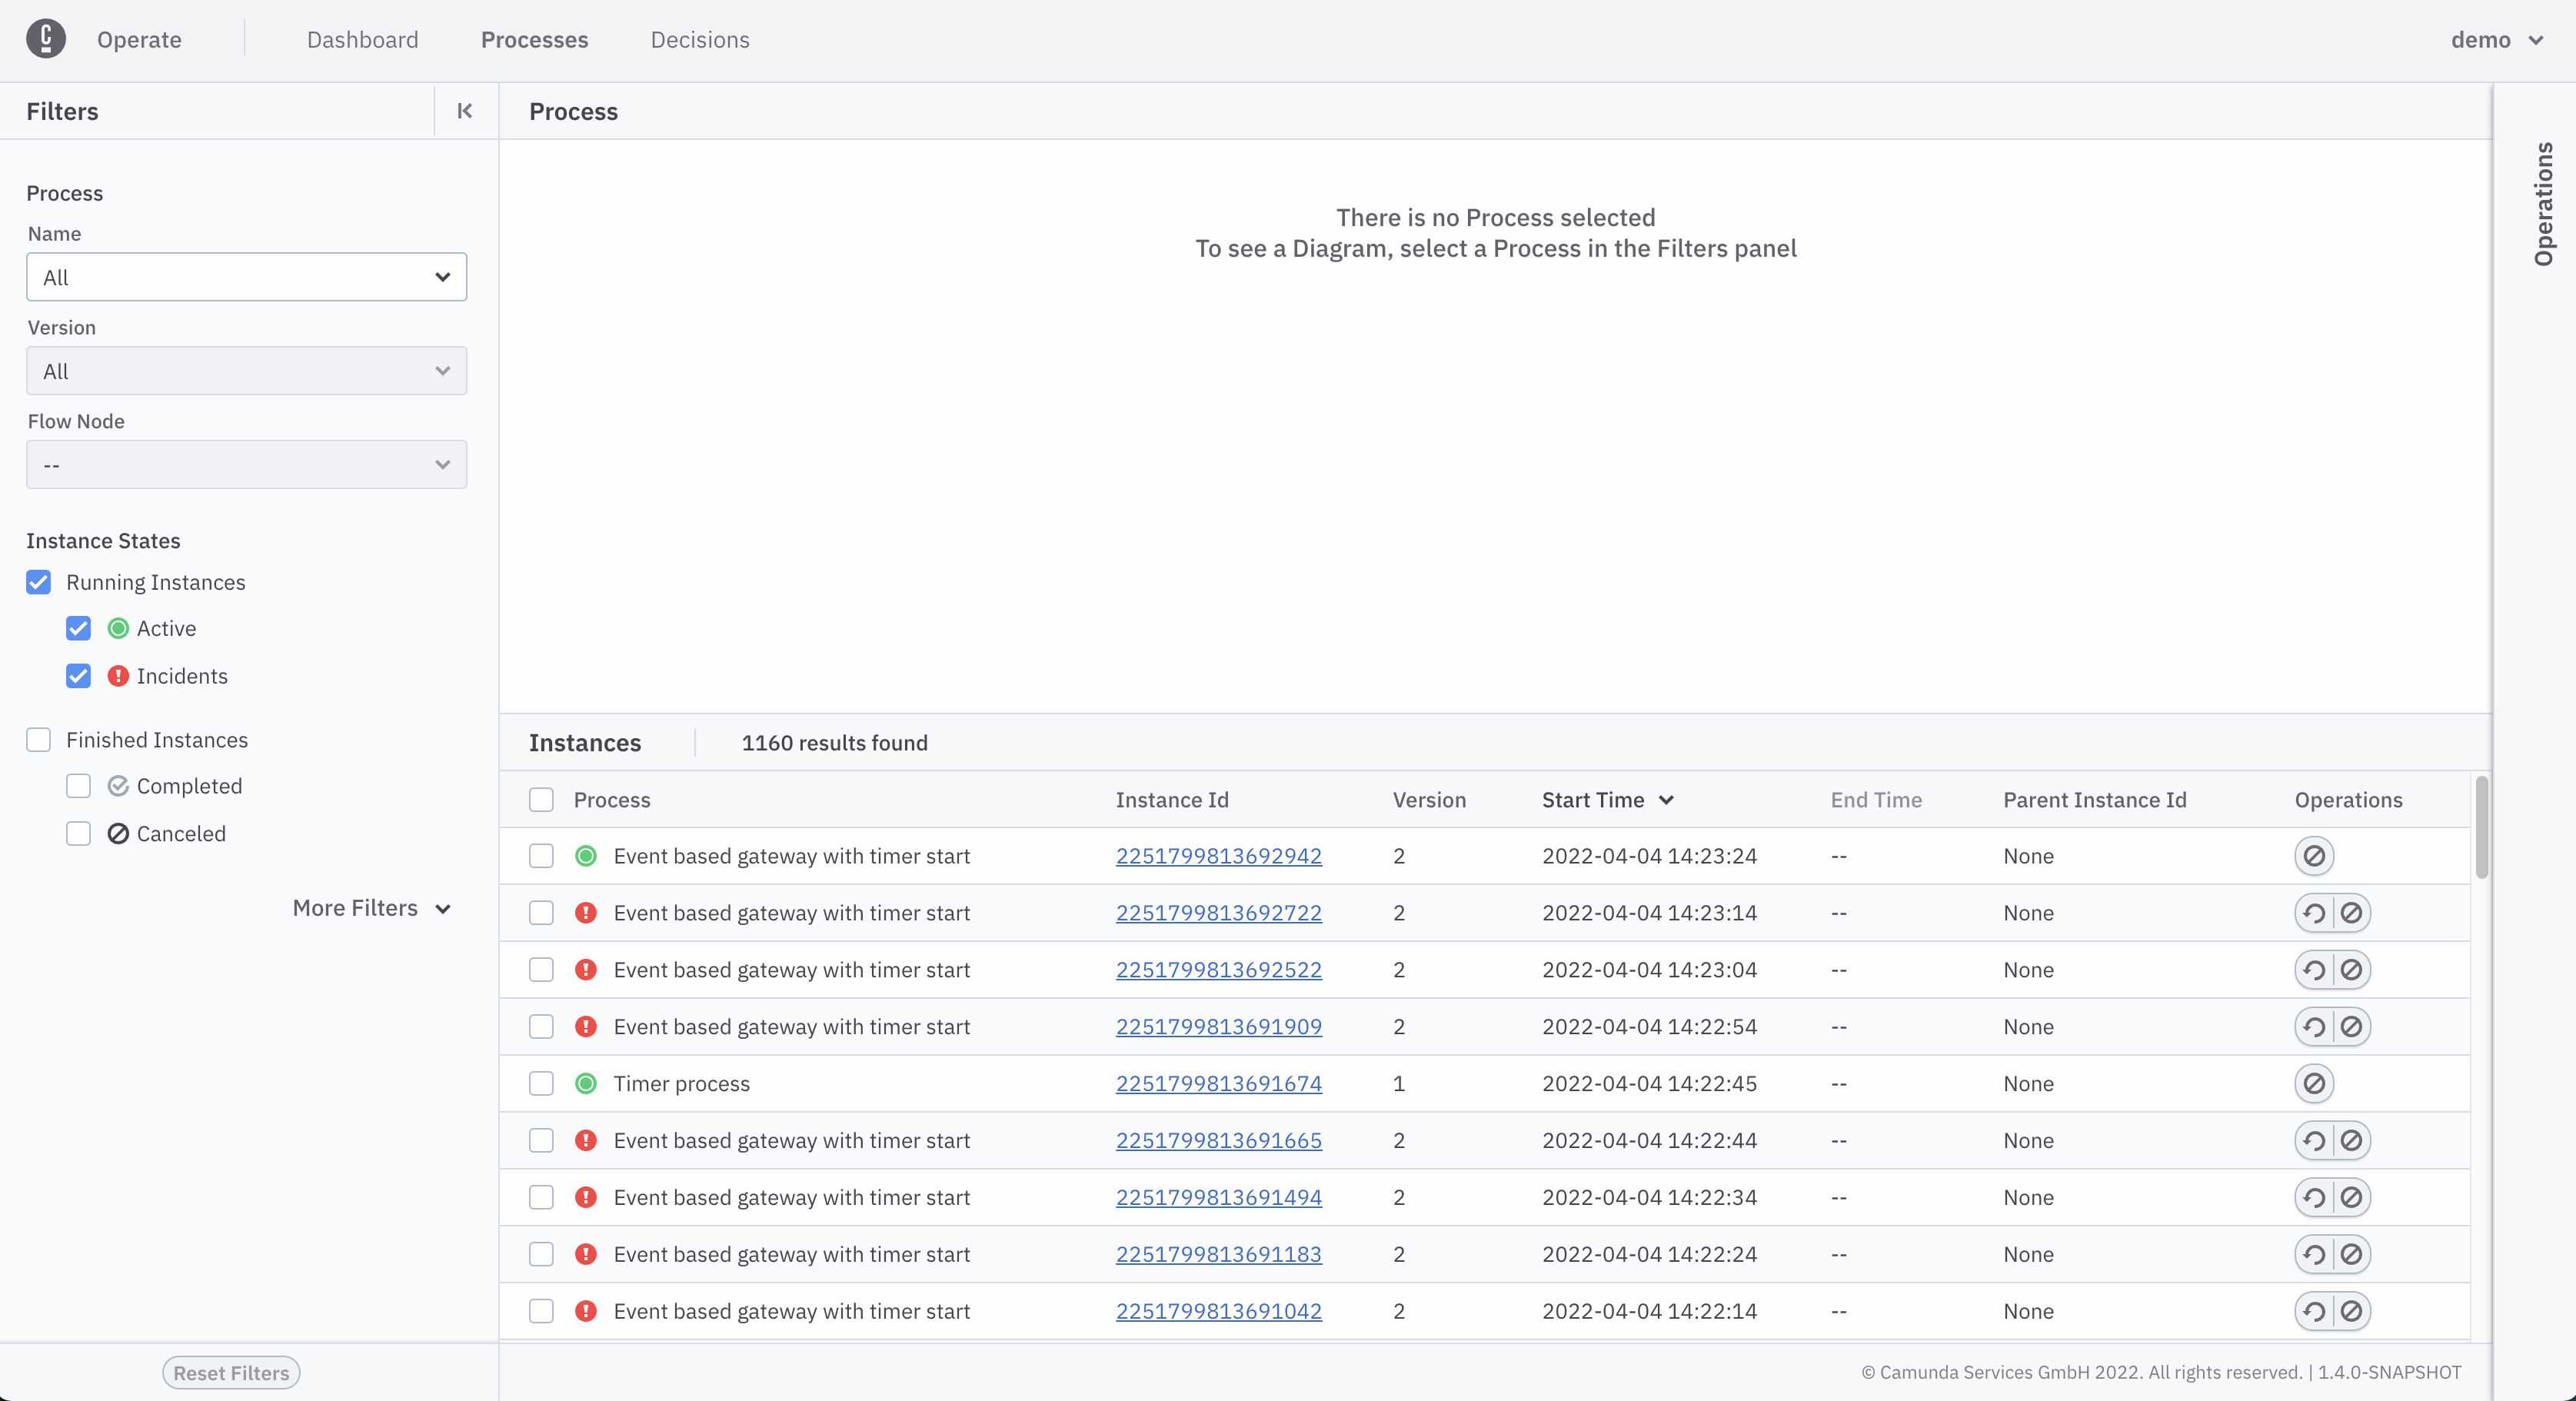 Operate Dashboard Processes Decisions demo
Filters
Process
Name
All
Version
All
Flow Node
--
Instance States
Running Instances
Active
Incidents
Finished Instances
Completed
Canceled
More Filters
Reset Filters
Process
There is no Process selected
To see a Diagram, select a Process in the Filters panel
Instances 1160 results found
Process Instance Id Version Start Time End Time Parent Instance Id Operations
Event based gateway with timer start 2251799813692942 2 2022-04-04 14:23:24 -- None
Event based gateway with timer start 2251799813692722 2 2022-04-04 14:23:14 -- None
Event based gateway with timer start 2251799813692522 2 2022-04-04 14:23:04 -- None
Event based gateway with timer start 2251799813691909 2 2022-04-04 14:22:54 -- None
Timer process 2251799813691674 1 2022-04-04 14:22:45 -- None
Event based gateway with timer start 2251799813691665 2 2022-04-04 14:22:44 -- None
Event based gateway with timer start 2251799813691494 2 2022-04-04 14:22:34 -- None
Event based gateway with timer start 2251799813691183 2 2022-04-04 14:22:24 -- None
Event based gateway with timer start 2251799813691042 2 2022-04-04 14:22:14 -- None
© Camunda Services GmbH 2022. All rights reserved. | 1.4.0-SNAPSHOT
Operations